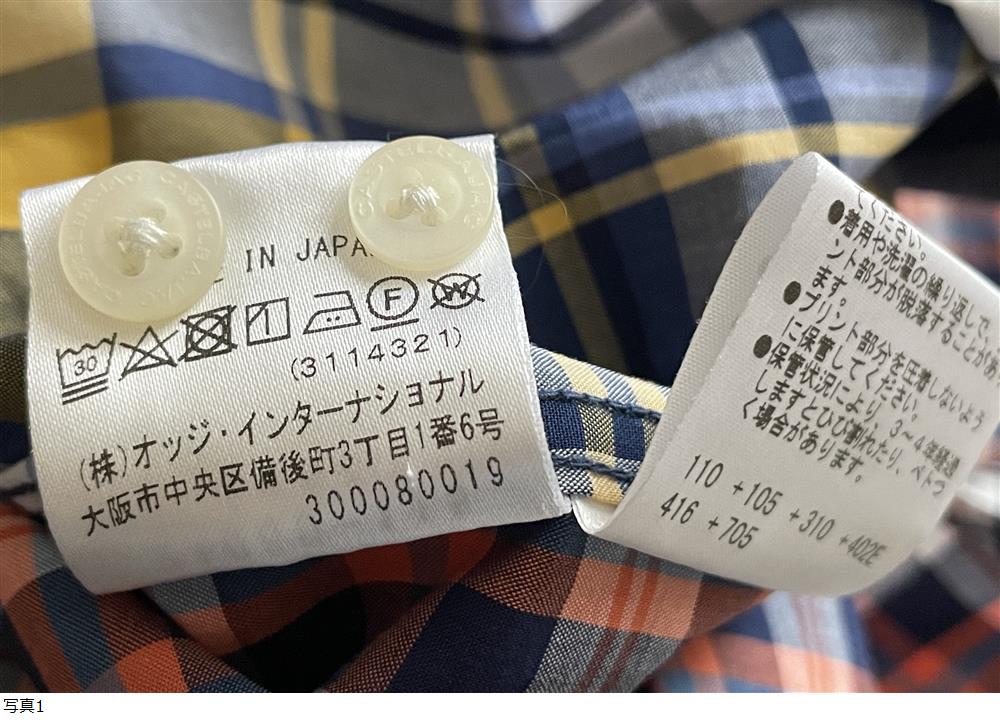 CASTELBAJAC
CASTELBAJAC
IN JAPA
30
F
W
(3114321)
(株)オッジ・インターナショナル
大阪市中央区備後町3丁目1番6号
300080019
てください。
●着用や洗濯の繰り返しで、
ント部分が脱落することがあ
ます。
●プリント部分を圧着しないよう
に保管してください。
●保管状況により、3〜4年経過
しますとひび割れたり、ベトつ
く場合があります。
110 +105 +310 +402E
416 +705
写真1